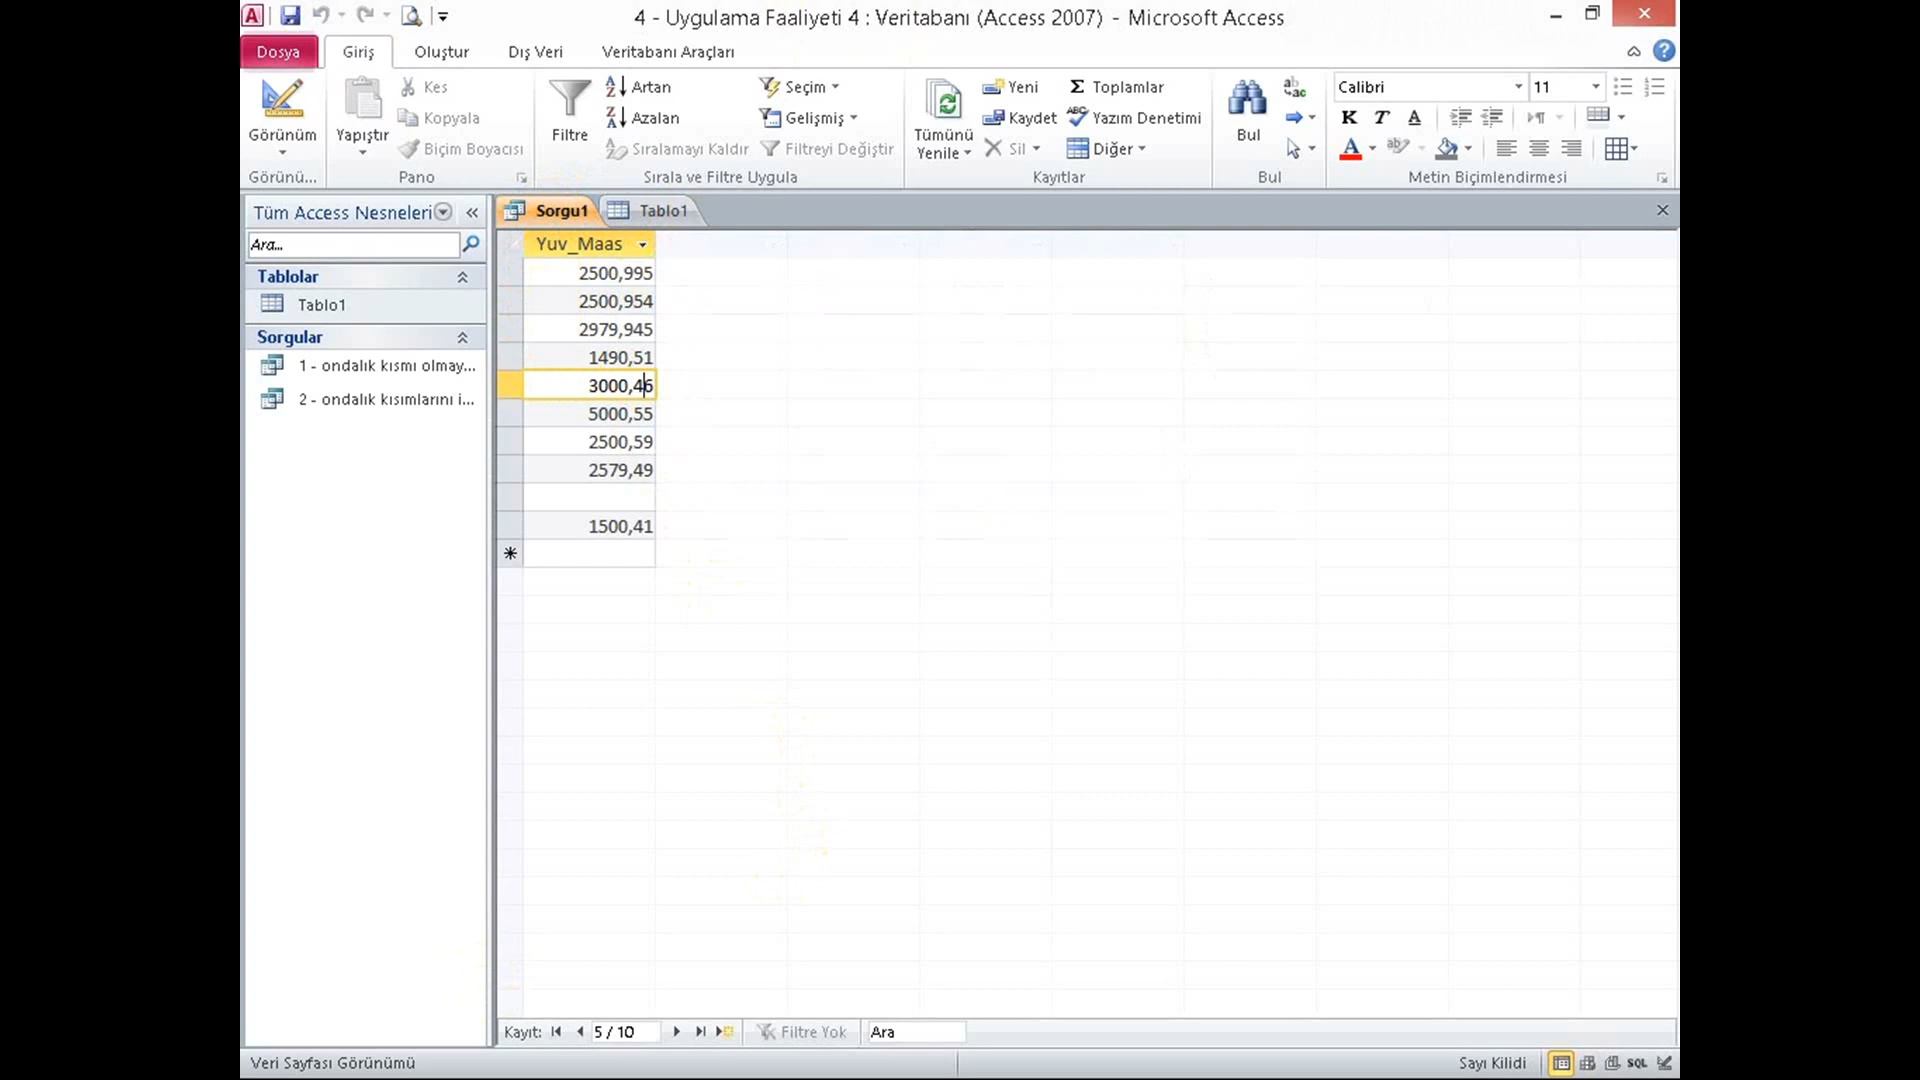 4 - Uygulama Faaliyeti 4 : Veritabanı (Access 2007) - Microsoft Access
Dosya Giriş Oluştur Dış Veri Veritabanı Araçları
Görünüm
Görünü...
Yapıştır
Kes
Kopyala
Biçim Boyacısı
Pano
Filtre
Artan
Azalan
Sıralamayı Kaldır
Seçim
Gelişmiş
Filtreyi Değiştir
Sırala ve Filtre Uygula
Tümünü
Yenile
Yeni
Kaydet
Sil
Toplamlar
Yazım Denetimi
Diğer
Kayıtlar
Bul
Bul
Calibri 11
K T A
Metin Biçimlendirmesi
Tüm Access Nesneleri
Ara...
Tablolar
Tablo1
Sorgular
1 - ondalık kısmı olmay...
2 - ondalık kısımlarını i...
Sorgu1 Tablo1
Yuv_Maas
2500,995
2500,954
2979,945
1490,51
3000,46
5000,55
2500,59
2579,49
1500,41
Kayıt: 5 / 10 Filtre Yok Ara
Veri Sayfası Görünümü Sayı Kilidi SQL